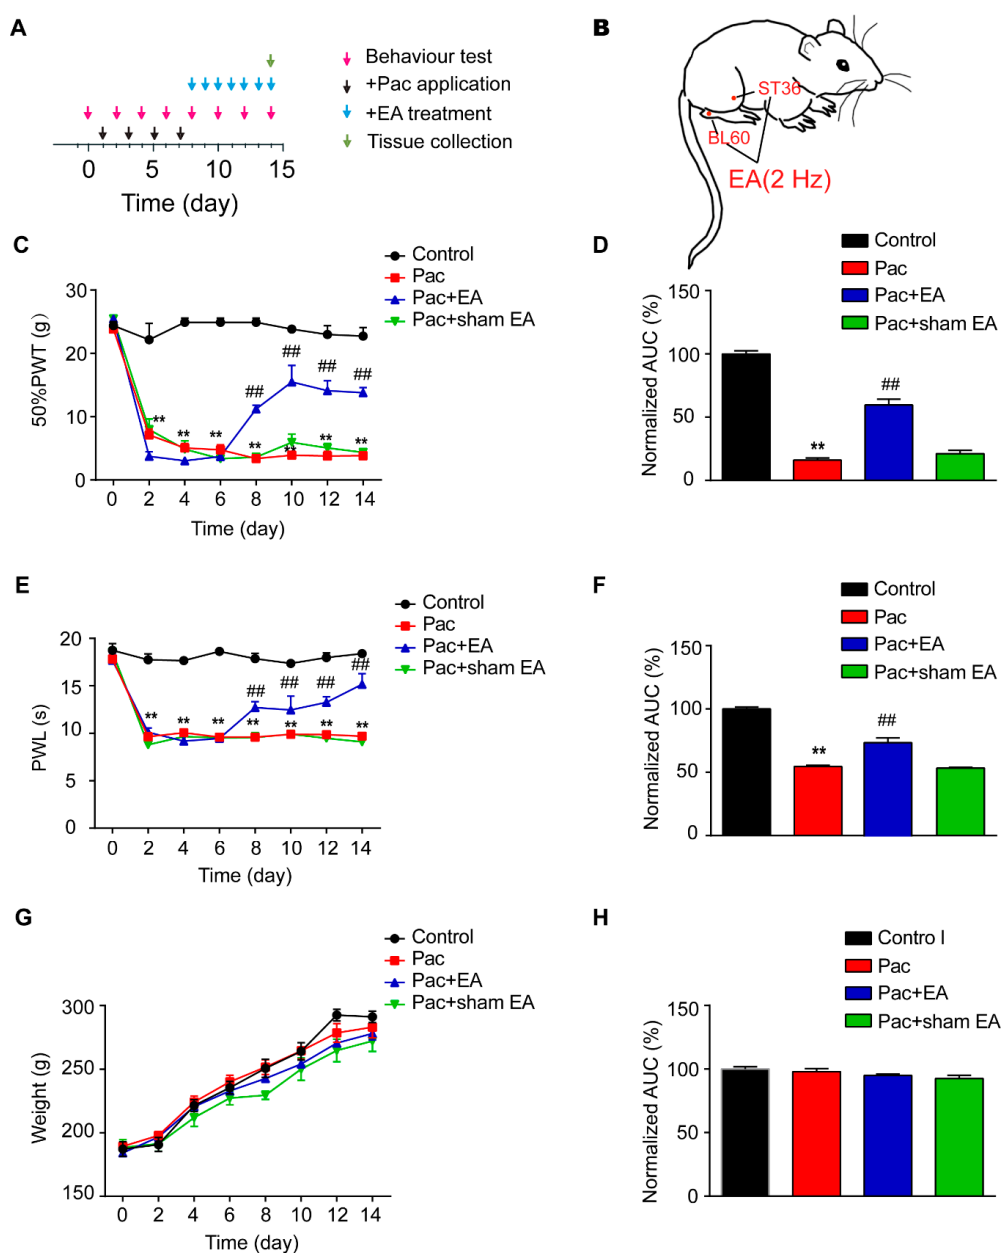 A
Behaviour test
+Pac application
+EA treatment
Tissue collection
0 5 10 15
Time (day)
B
ST36
BL60
EA(2 Hz)
C
Control
Pac
Pac+EA
Pac+sham EA
50%PWT (g)
30
20
10
0
## ## ## ##
** ** ** ** ** ** **
0 2 4 6 8 10 12 14
Time (day)
D
Control
Pac
Pac+EA
Pac+sham EA
Normalized AUC (%)
150
100
50
0
**
##
E
Control
Pac
Pac+EA
Pac+sham EA
PWL (s)
20
15
10
5
0
## ## ## ##
** ** ** ** ** ** **
0 2 4 6 8 10 12 14
Time (day)
F
Control
Pac
Pac+EA
Pac+sham EA
Normalized AUC (%)
150
100
50
0
**
##
G
Control
Pac
Pac+EA
Pac+sham EA
Weight (g)
300
250
200
150
0 2 4 6 8 10 12 14
Time (day)
H
Contro l
Pac
Pac+EA
Pac+sham EA
Normalized AUC (%)
150
100
50
0